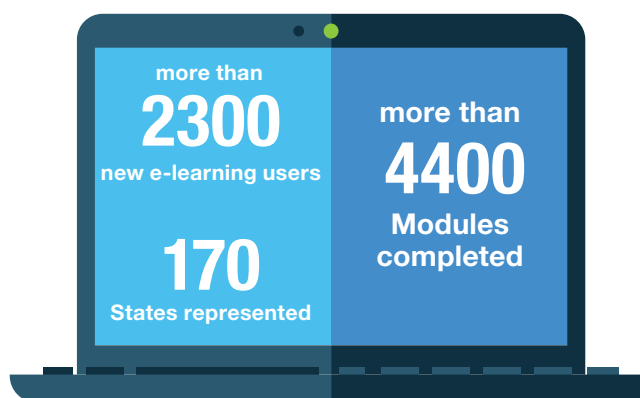 more than
2300
new e-learning users
170
States represented
more than
4400
Modules
completed